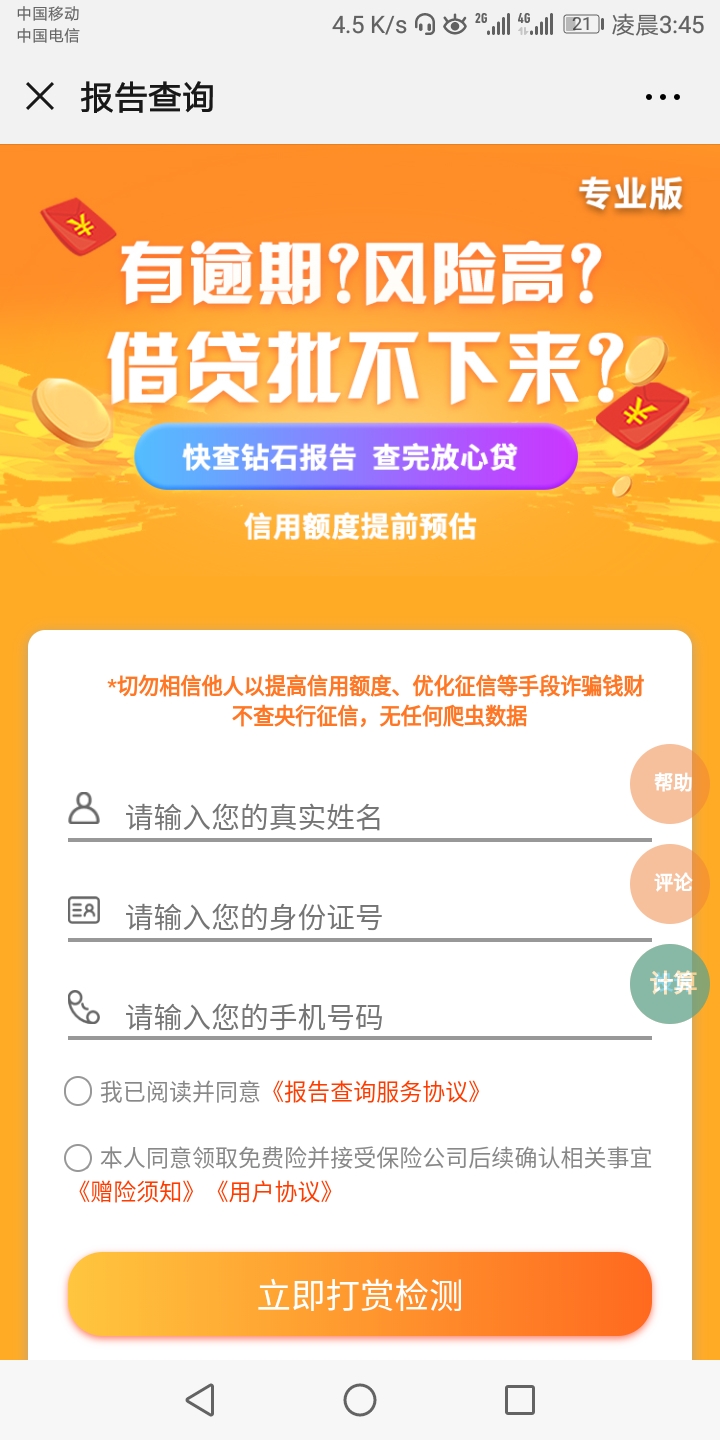 中国移动
中国电信
4.5 K/s 2G 4G 21 凌晨3:45
报告查询
专业版
有逾期?风险高?
借贷批不下来?
快查钻石报告 查完放心贷
信用额度提前预估
*切勿相信他人以提高信用额度、优化征信等手段诈骗钱财
不查央行征信，无任何爬虫数据
帮助
请输入您的真实姓名
评论
请输入您的身份证号
计算
请输入您的手机号码
我已阅读并同意《报告查询服务协议》
本人同意领取免费险并接受保险公司后续确认相关事宜
《赠险须知》《用户协议》
立即打赏检测